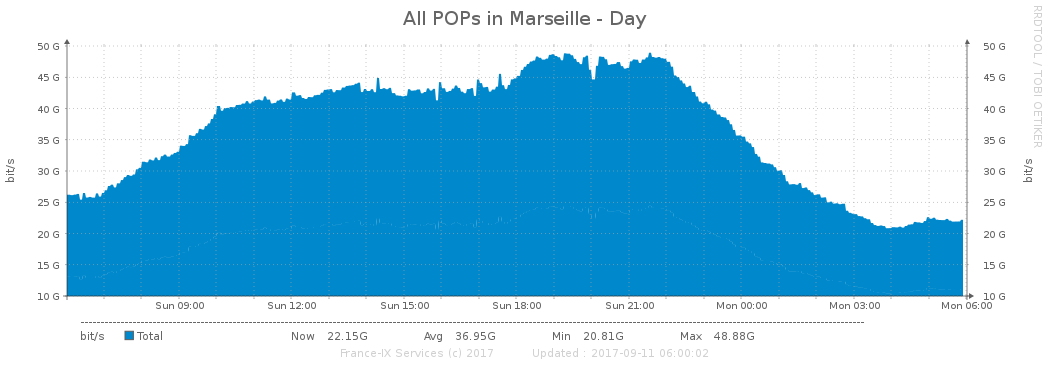 All POPs in Marseille - Day
RRDTOOL / TOBI OETIKER
50 G 50 G
45 G 45 G
40 G 40 G
35 G 35 G
30 G 30 G
25 G 25 G
20 G 20 G
15 G 15 G
10 G 10 G
bit/s
bit/s
Sun 09:00 Sun 12:00 Sun 15:00 Sun 18:00 Sun 21:00 Mon 00:00 Mon 03:00 Mon 06:00
bit/s Total Now 22.15G Avg 36.95G Min 20.81G Max 48.88G
France-IX Services (c) 2017 Updated : 2017-09-11 06:00:02